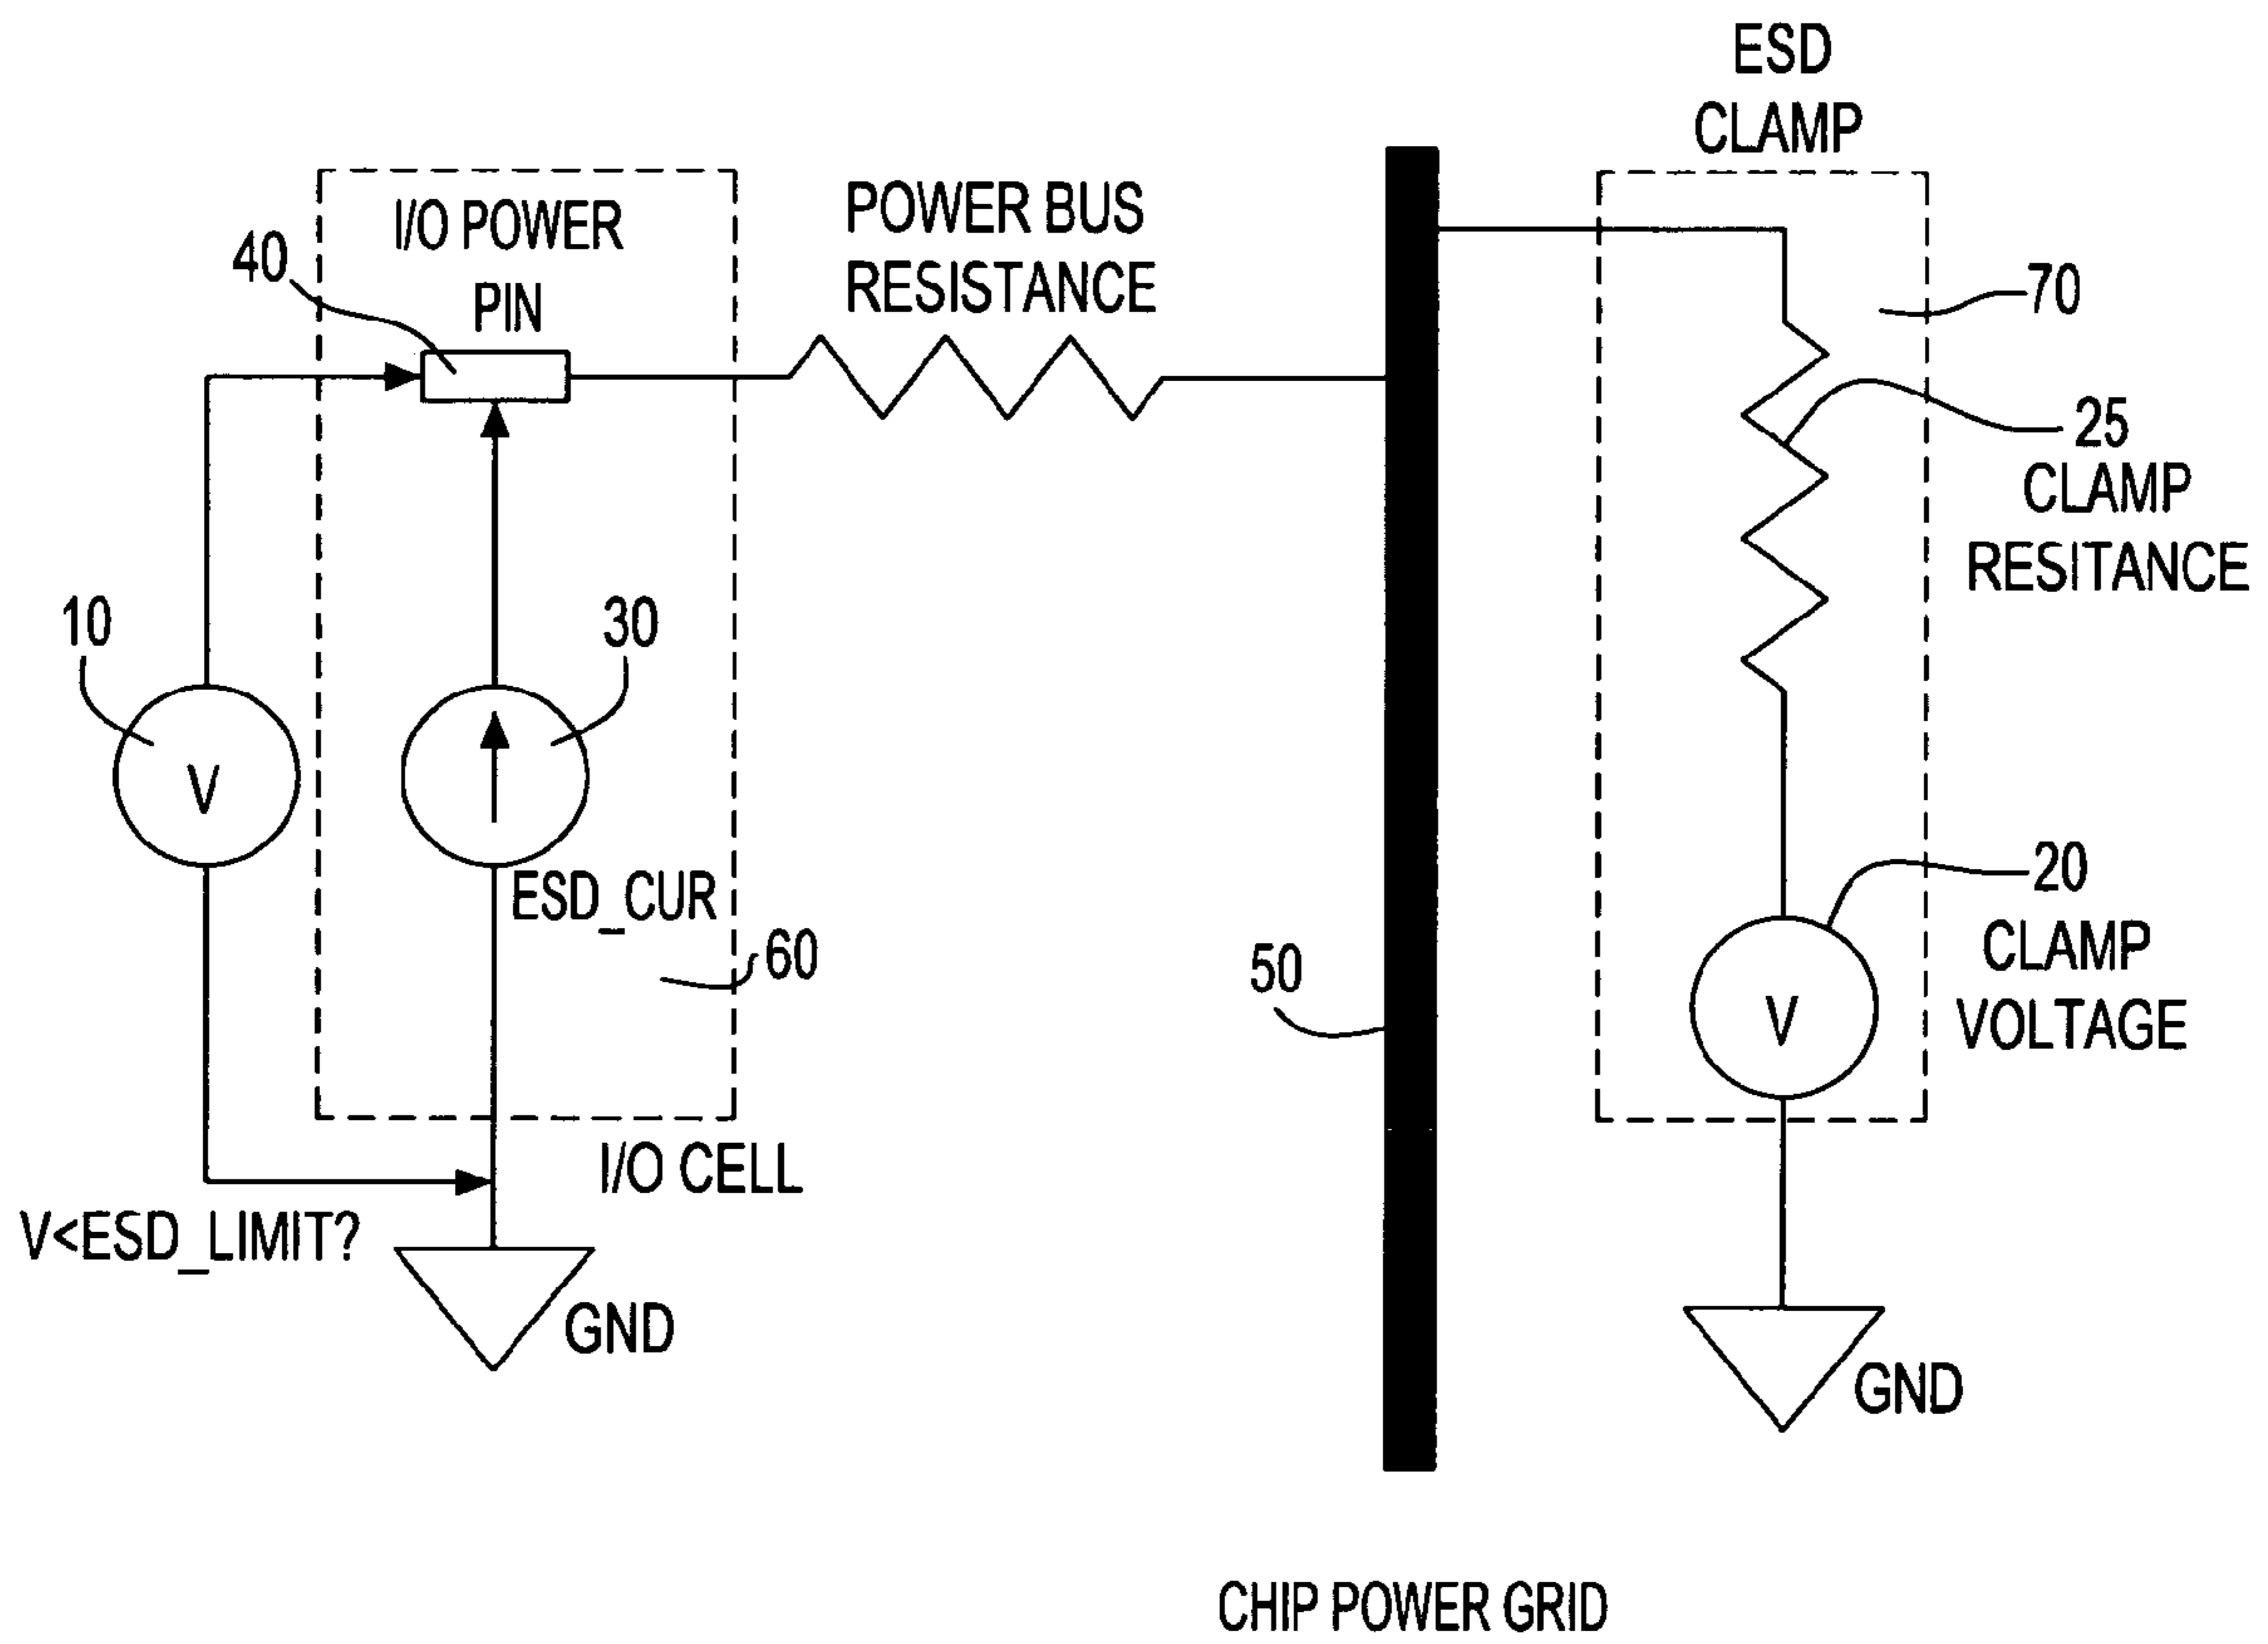 ESD
CLAMP
I/O POWER
PIN
40
POWER BUS
RESISTANCE
70
25
CLAMP
RESITANCE
10
30
V
ESD_CUR
60
50
20
CLAMP
VOLTAGE
V
I/O CELL
V<ESD_LIMIT?
GND
GND
CHIP POWER GRID